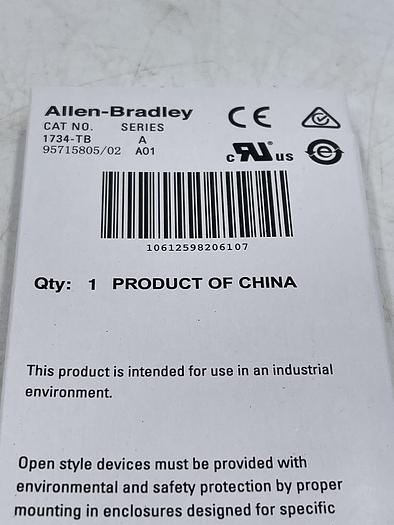 Allen-Bradley
CAT NO. SERIES
1734-TB A
95715805/02 A01
CE
c UR us
e
10612598206107
Qty: 1 PRODUCT OF CHINA
This product is intended for use in an industrial
environment.
Open style devices must be provided with
environmental and safety protection by proper
mounting in enclosures designed for specific